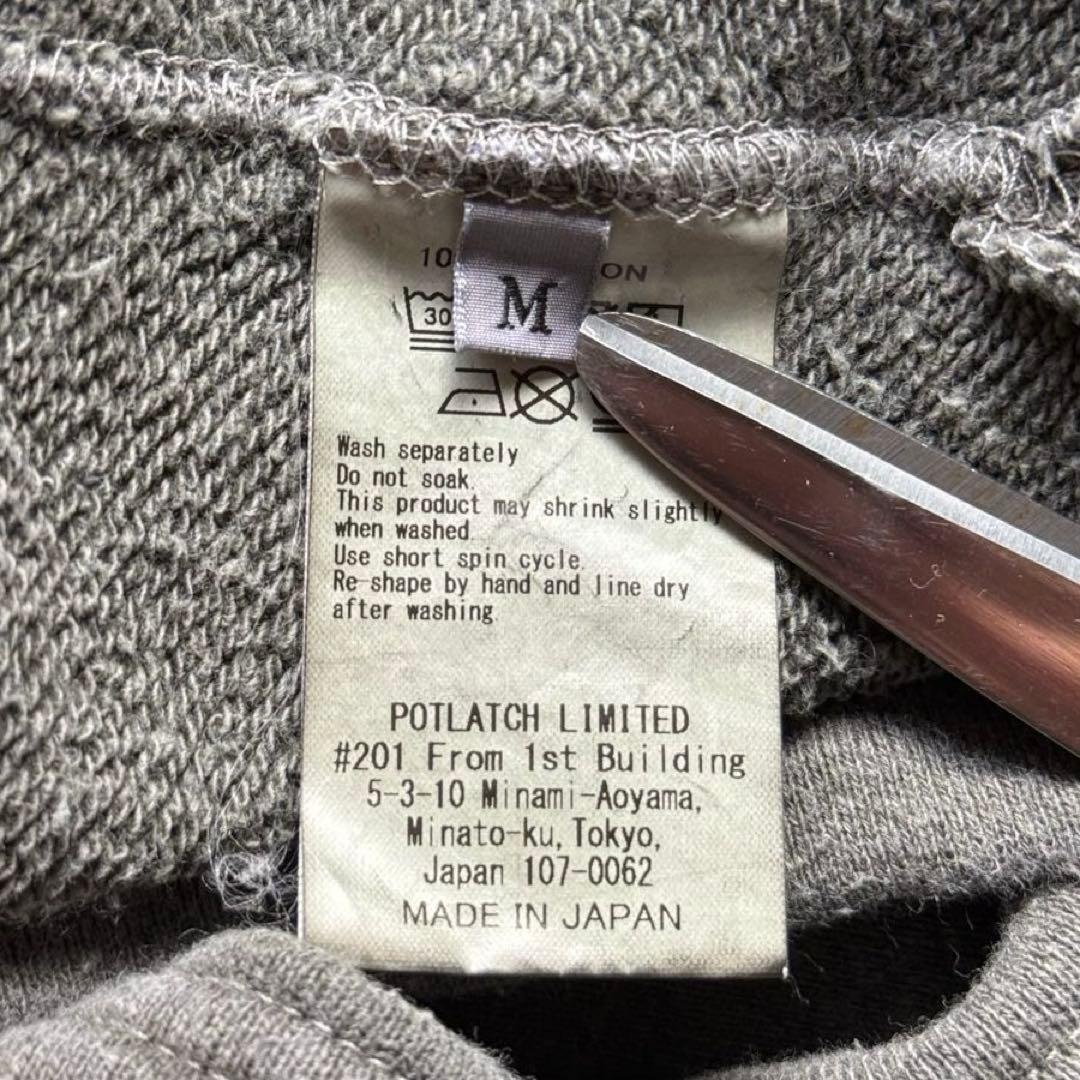 M
30
Wash separately
Do not soak.
This product may shrink slightly
when washed.
Use short spin cycle.
Re-shape by hand and line dry
after washing
POTLATCH LIMITED
#201 From 1st Building
5-3-10 Minami-Aoyama,
Minato-ku, Tokyo,
Japan 107-0062
MADE IN JAPAN